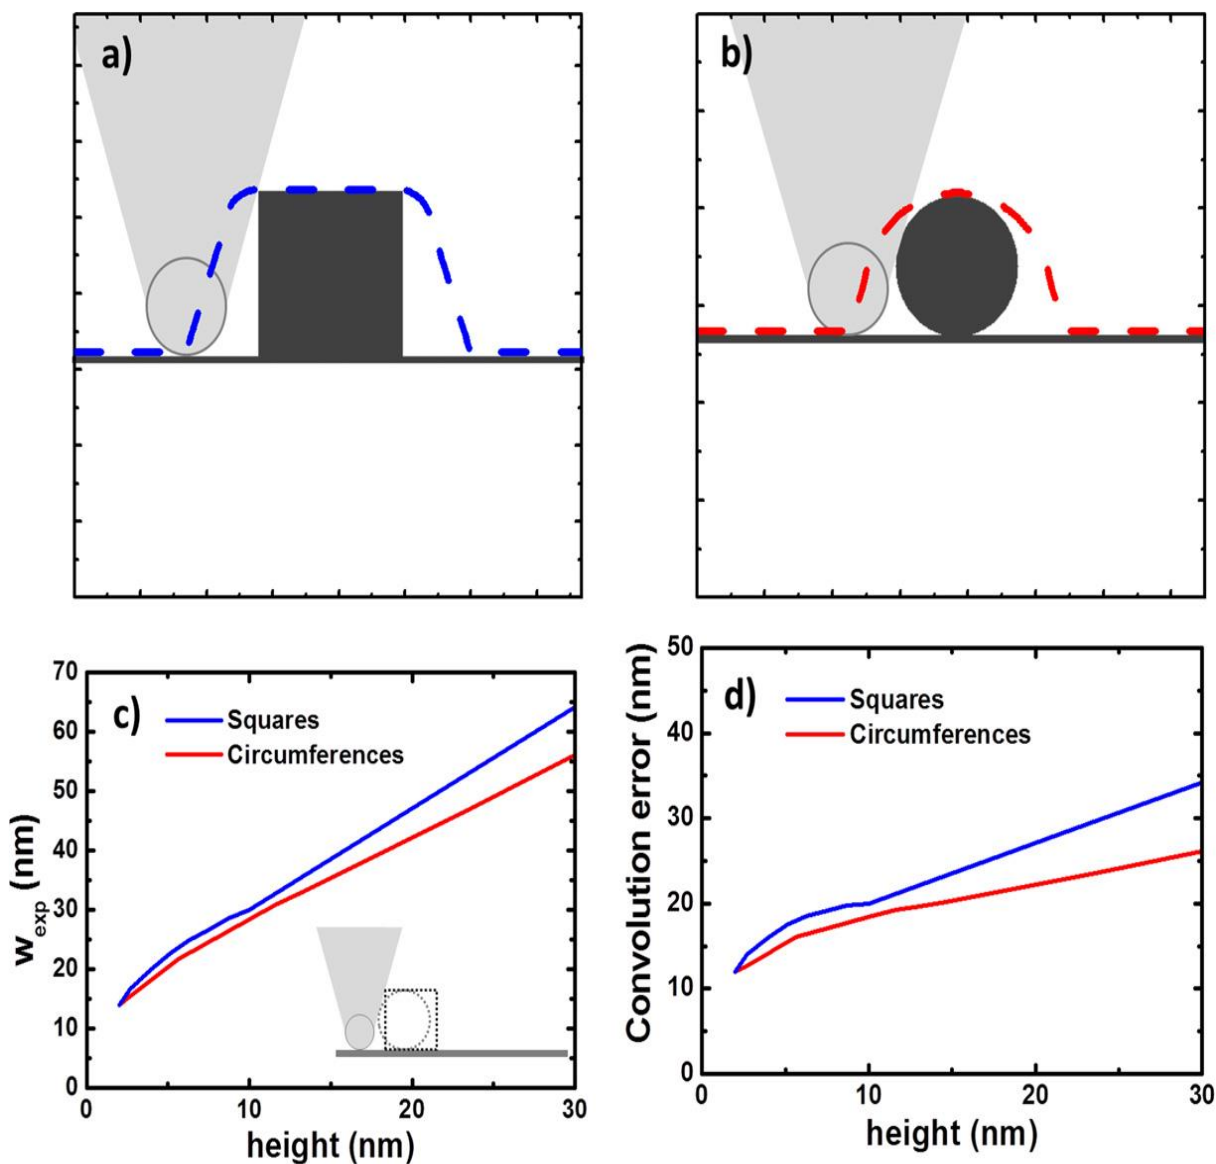 a)
b)
c)
Squares
Circumferences
w_exp (nm)
70
60
50
40
30
20
10
0
0
10
20
30
height (nm)
d)
Squares
Circumferences
Convolution error (nm)
50
40
30
20
10
0
0
10
20
30
height (nm)